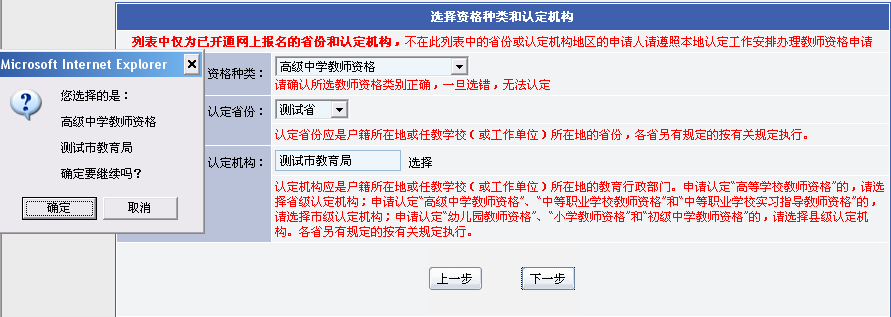 选择资格种类和认定机构
列表中仅为已开通网上报名的省份和认定机构，不在此列表中的省份或认定机构地区的申请人请遵照本地认定工作安排办理教师资格申请
Microsoft Internet Explorer
您选择的是：
高级中学教师资格
测试市教育局
确定要继续吗？
确定 取消
资格种类： 高级中学教师资格
请确认所选教师资格类别正确，一旦选错，无法认定
认定省份： 测试省
认定省份应是户籍所在地或任教学校（或工作单位）所在地的省份，各省另有规定的按有关规定执行。
认定机构： 测试市教育局 选择
认定机构应是户籍所在地或任教学校（或工作单位）所在地的教育行政部门。申请认定“高等学校教师资格”的，请选
择省级认定机构；申请认定“高级中学教师资格”、“中等职业学校教师资格”和“中等职业学校实习指导教师资格”的，
请选择市级认定机构；申请认定“幼儿园教师资格”、“小学教师资格”和“初级中学教师资格”的，请选择县级认定机
构。各省另有规定的按有关规定执行。
上一步 下一步